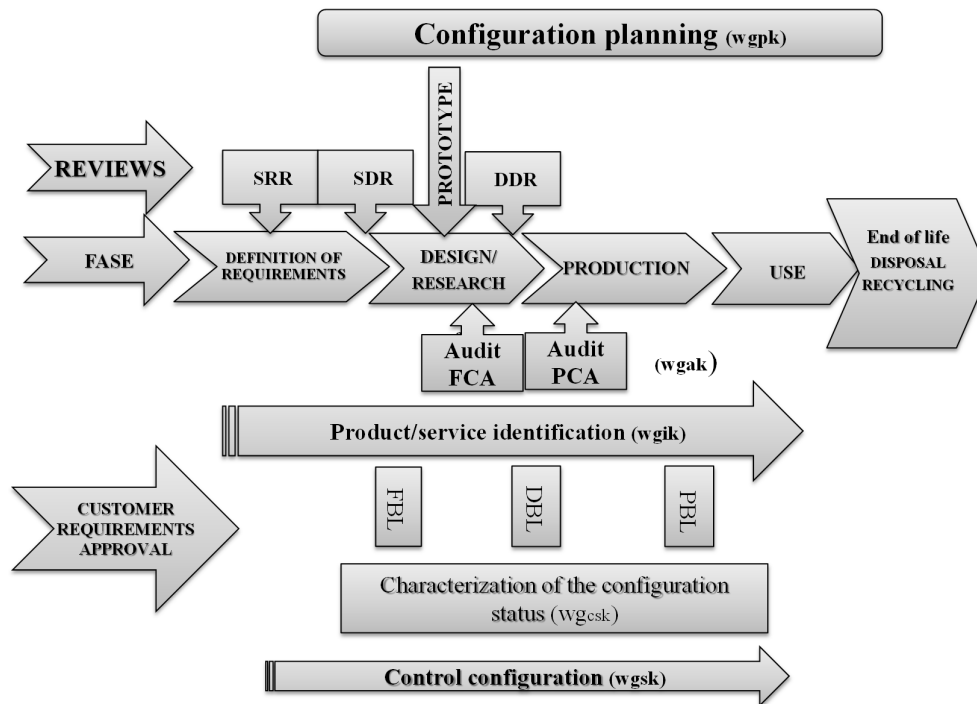 Configuration planning (wgpk)
PROTOTYPE
REVIEWS
SRR
SDR
DDR
FASE
DEFINITION OF
REQUIREMENTS
DESIGN/
RESEARCH
PRODUCTION
USE
End of life
DISPOSAL
RECYCLING
Audit
FCA
Audit
PCA
(wgak)
Product/service identification (wgik)
FBL
DBL
PBL
CUSTOMER
REQUIREMENTS
APPROVAL
Characterization of the configuration
status (wgcsk)
Control configuration (wgsk)